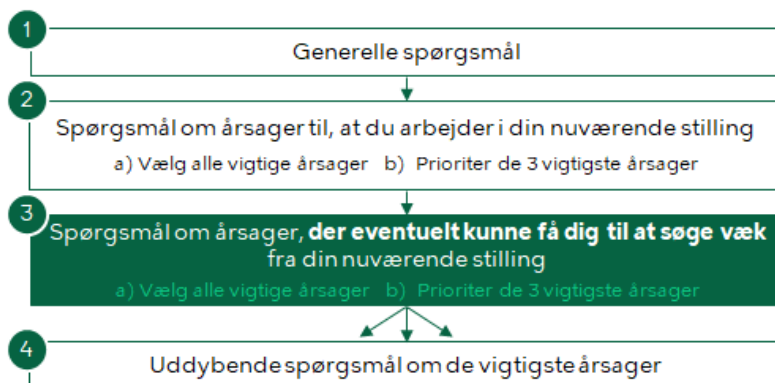 1
Generelle spørgsmål
2
Spørgsmål om årsager til, at du arbejder i din nuværende stilling
a) Vælg alle vigtige årsager b) Prioriter de 3 vigtigste årsager
3
Spørgsmål om årsager, der eventuelt kunne få dig til at søge væk
fra din nuværende stilling
a) Vælg alle vigtige årsager b) Prioriter de 3 vigtigste årsager
4
Uddybende spørgsmål om de vigtigste årsager